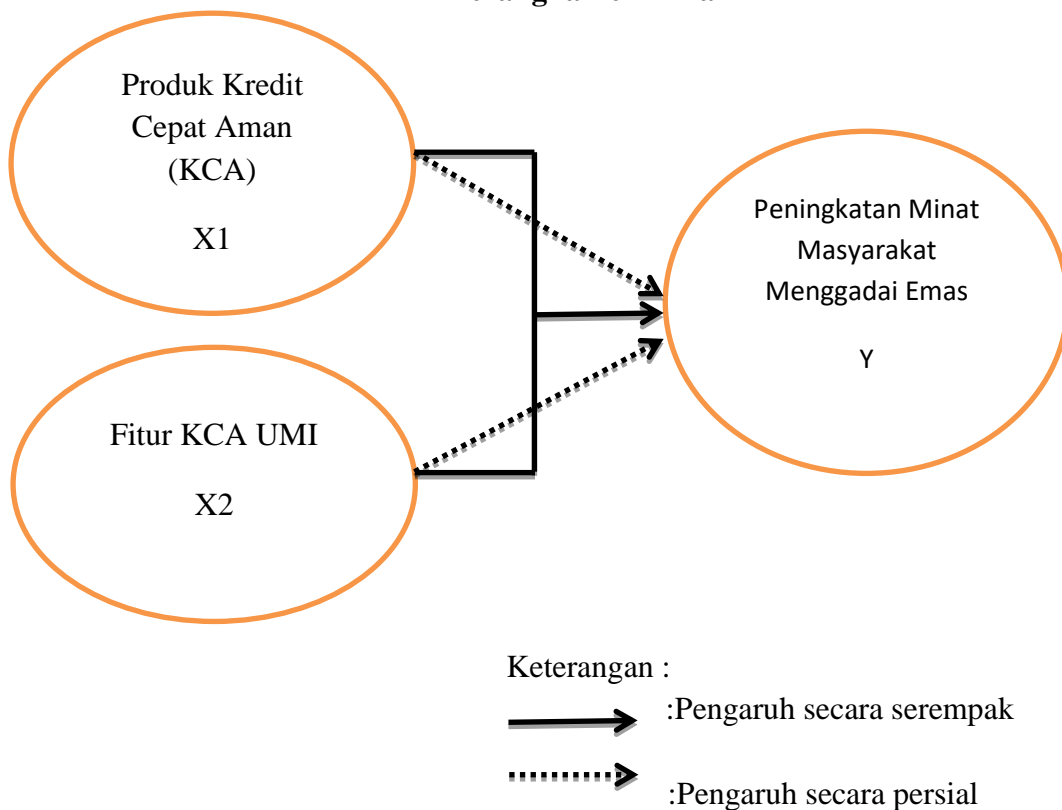 Produk Kredit
Cepat Aman
(KCA)
X1
Peningkatan Minat
Masyarakat
Menggadai Emas
Y
Fitur KCA UMI
X2
Keterangan :
:Pengaruh secara serempak
:Pengaruh secara persial